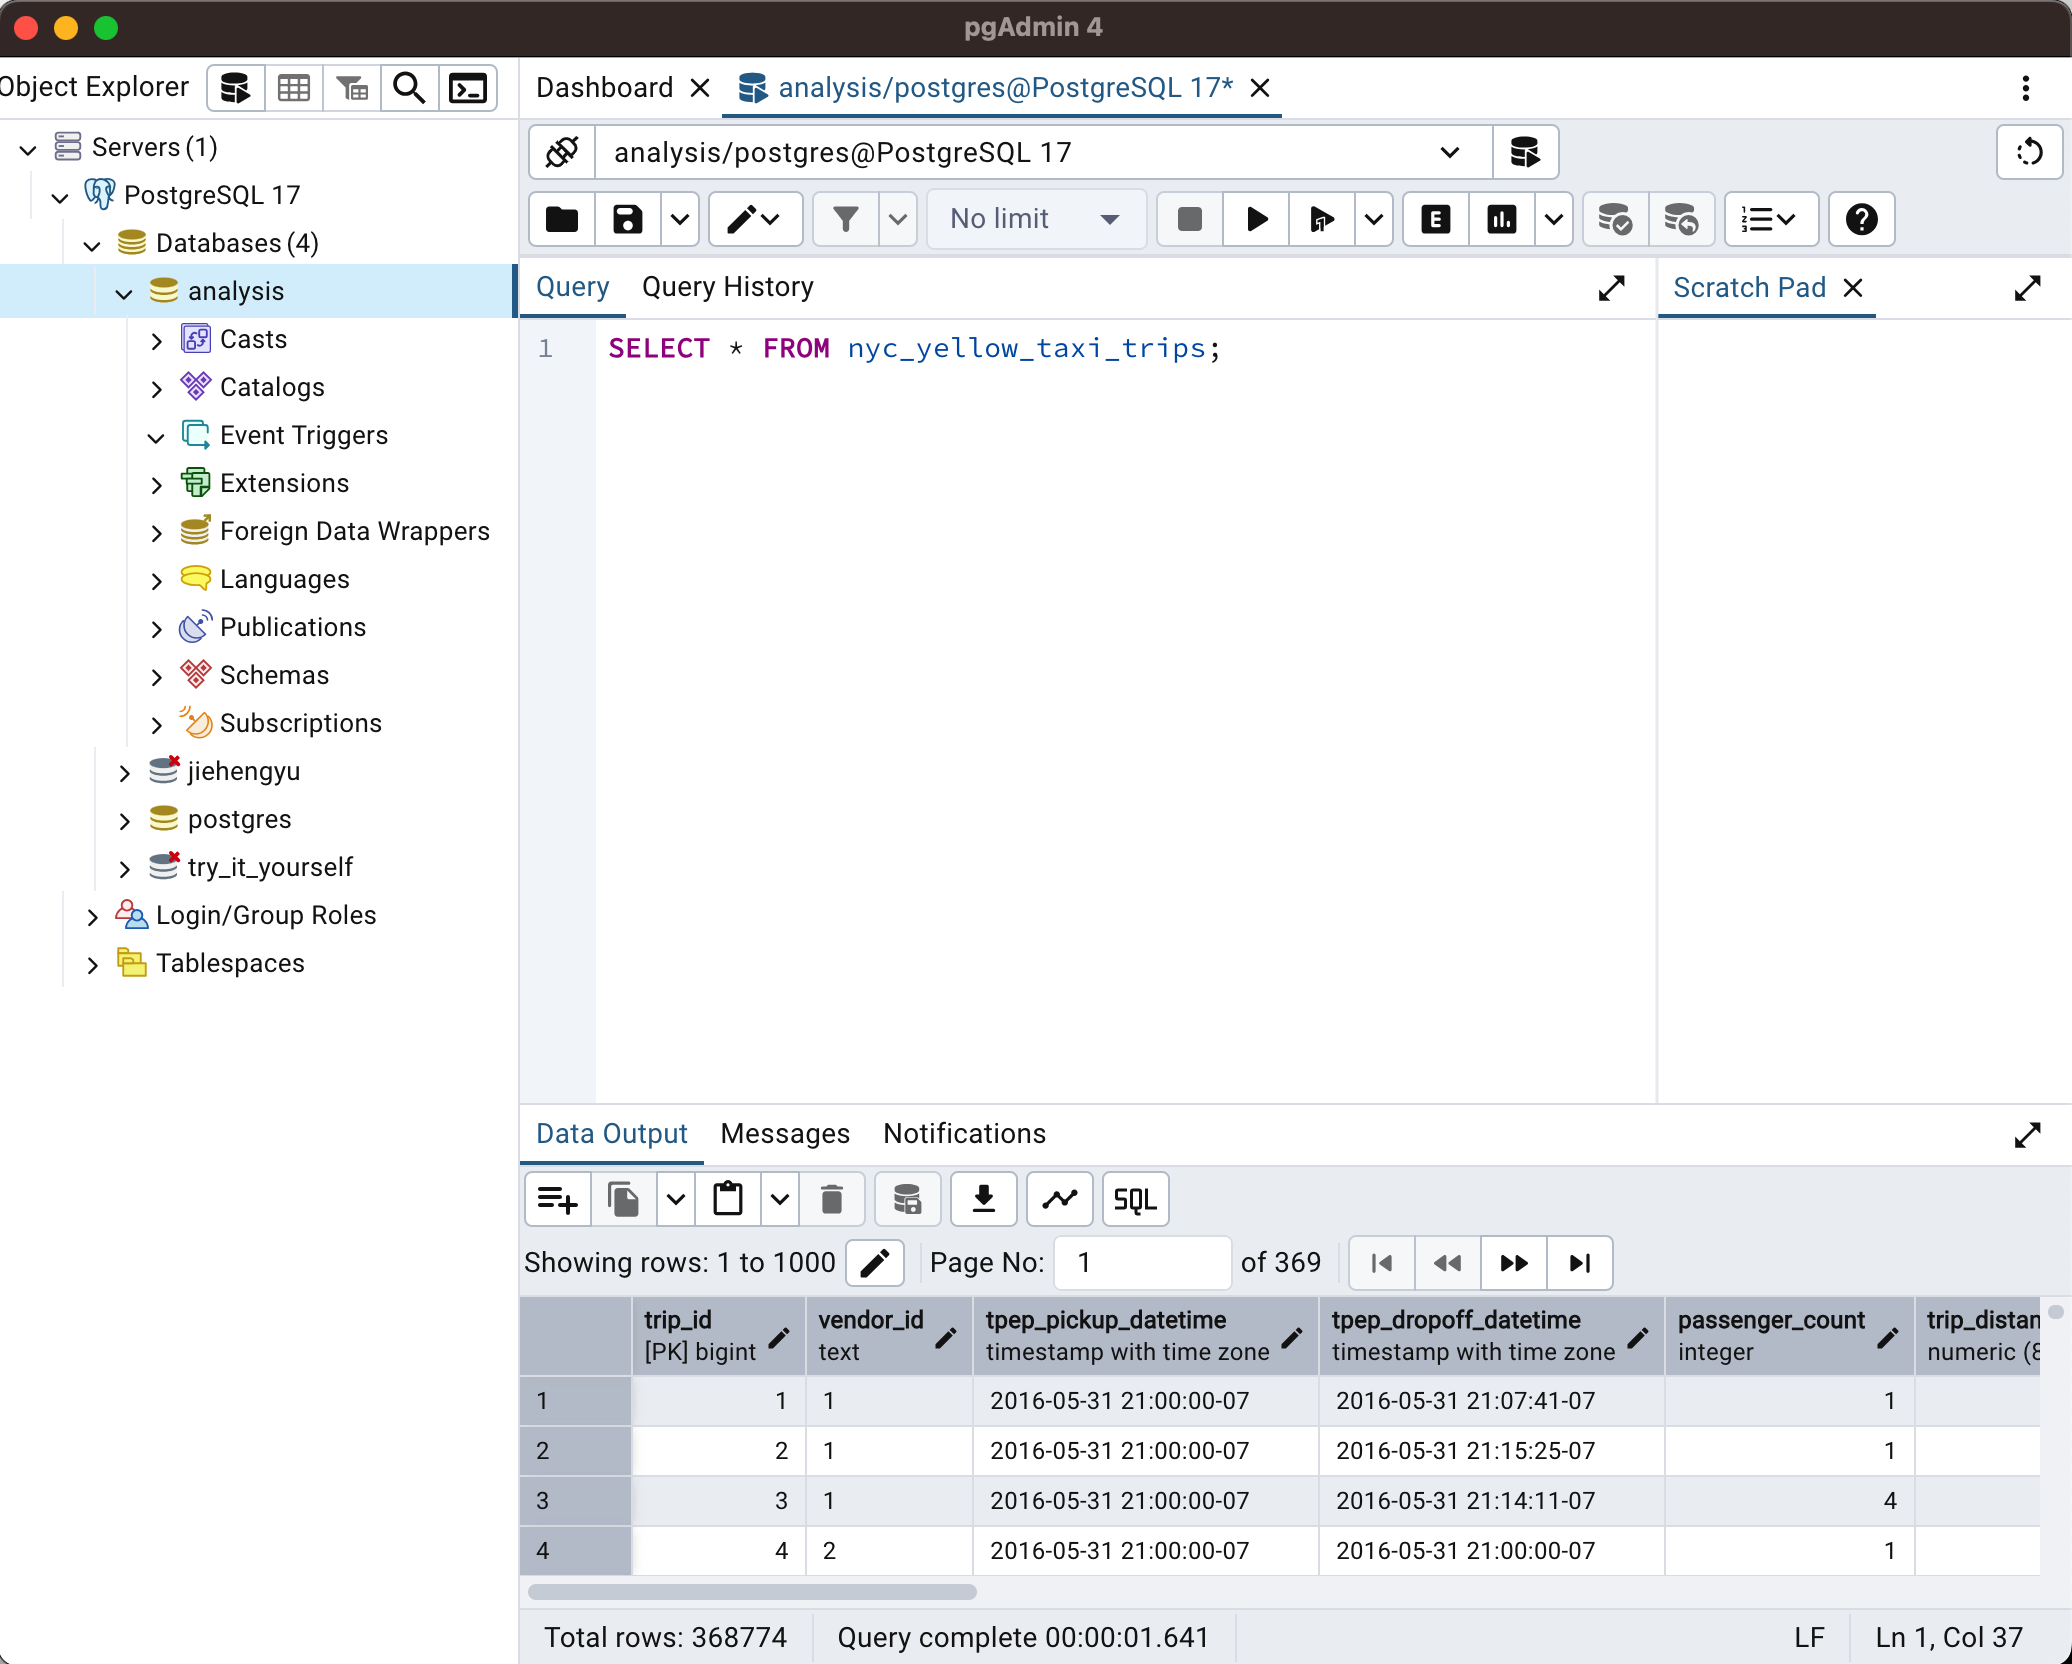 pgAdmin 4
Object Explorer
Dashboard
analysis/postgres@PostgreSQL 17*
Servers (1)
PostgreSQL 17
Databases (4)
analysis
Casts
Catalogs
Event Triggers
Extensions
Foreign Data Wrappers
Languages
Publications
Schemas
Subscriptions
jiehengyu
postgres
try_it_yourself
Login/Group Roles
Tablespaces
analysis/postgres@PostgreSQL 17
No limit
E
Query Query History
Scratch Pad
1 SELECT * FROM nyc_yellow_taxi_trips;
Data Output Messages Notifications
SQL
Showing rows: 1 to 1000 Page No: 1 of 369
trip_id vendor_id tpep_pickup_datetime tpep_dropoff_datetime passenger_count trip_distan
[PK] bigint text timestamp with time zone timestamp with time zone integer numeric (8
1 1 1 2016-05-31 21:00:00-07 2016-05-31 21:07:41-07 1
2 2 1 2016-05-31 21:00:00-07 2016-05-31 21:15:25-07 1
3 3 1 2016-05-31 21:00:00-07 2016-05-31 21:14:11-07 4
4 4 2 2016-05-31 21:00:00-07 2016-05-31 21:00:00-07 1
Total rows: 368774 Query complete 00:00:01.641 LF Ln 1, Col 37